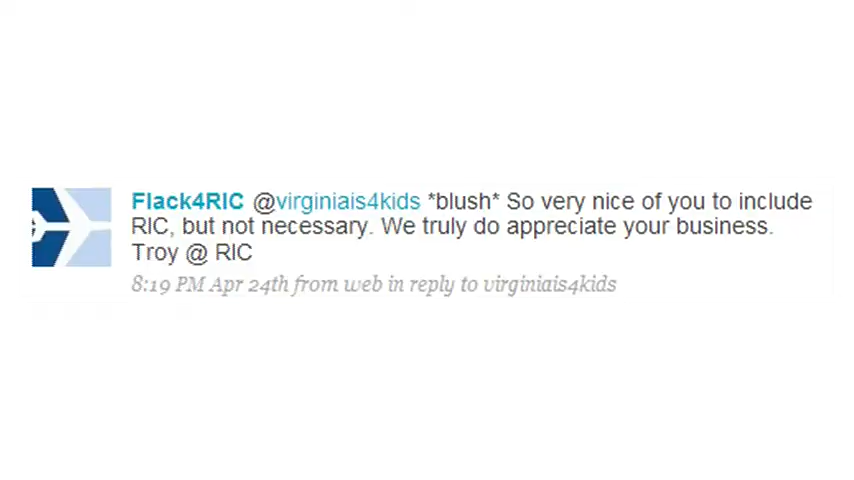 Flack4RIC @virginiais4kids *blush* So very nice of you to include
RIC, but not necessary. We truly do appreciate your business.
Troy @ RIC
8:19 PM Apr 24th from web in reply to virginiais4kids